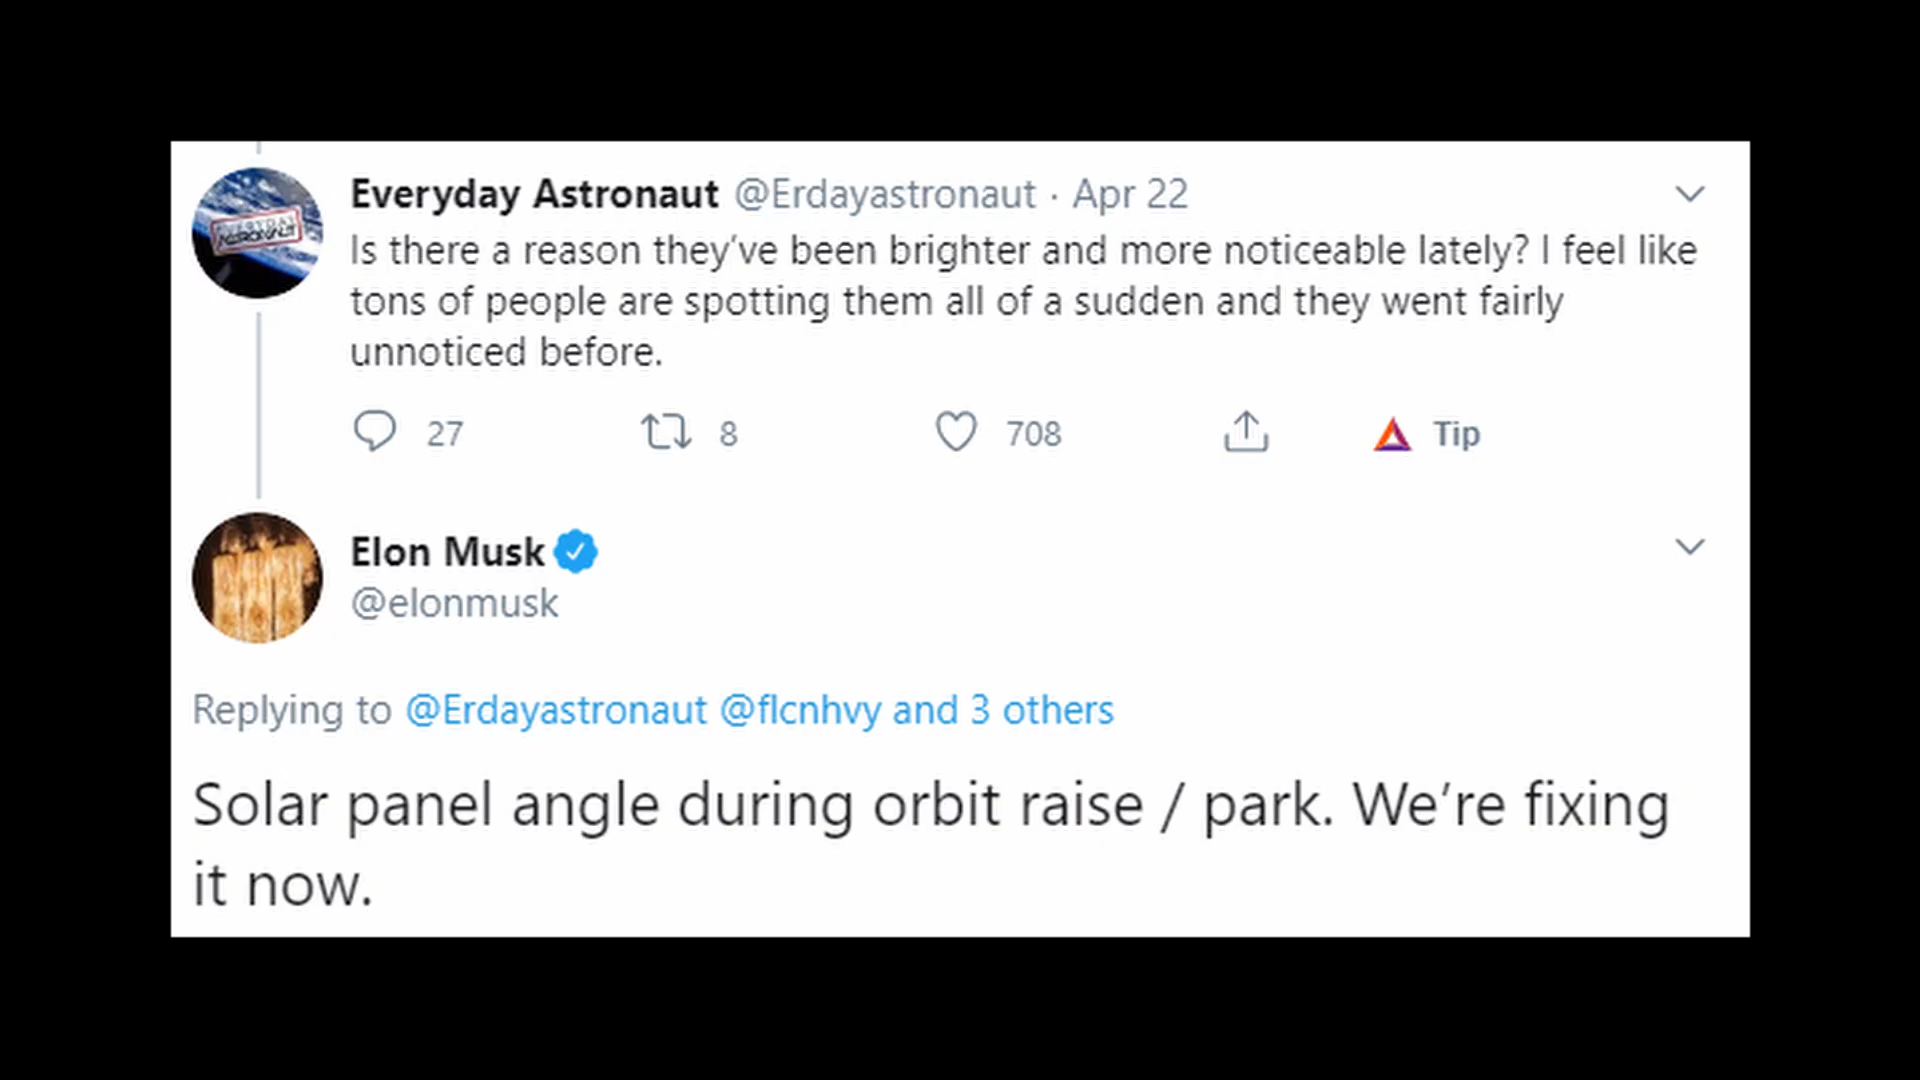 Everyday Astronaut @Erdayastronaut · Apr 22
Is there a reason they’ve been brighter and more noticeable lately? I feel like
tons of people are spotting them all of a sudden and they went fairly
unnoticed before.
27 8 708 Tip
EVERYDAY
ASTRONAUT
Elon Musk
@elonmusk
Replying to @Erdayastronaut @flcnhvy and 3 others
Solar panel angle during orbit raise / park. We’re fixing
it now.